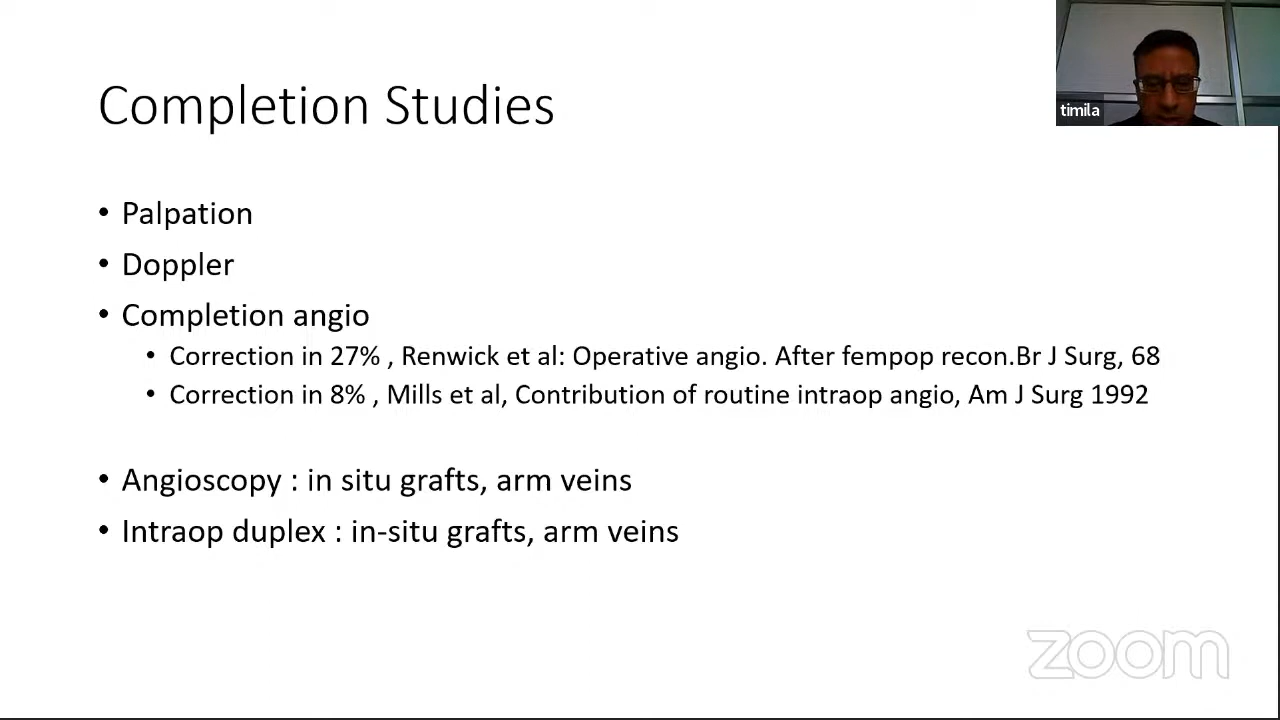 Completion Studies
timila
• Palpation
• Doppler
• Completion angio
• Correction in 27% , Renwick et al: Operative angio. After fempop recon.Br J Surg, 68
• Correction in 8% , Mills et al, Contribution of routine intraop angio, Am J Surg 1992
• Angioscopy : in situ grafts, arm veins
• Intraop duplex : in-situ grafts, arm veins
zoom